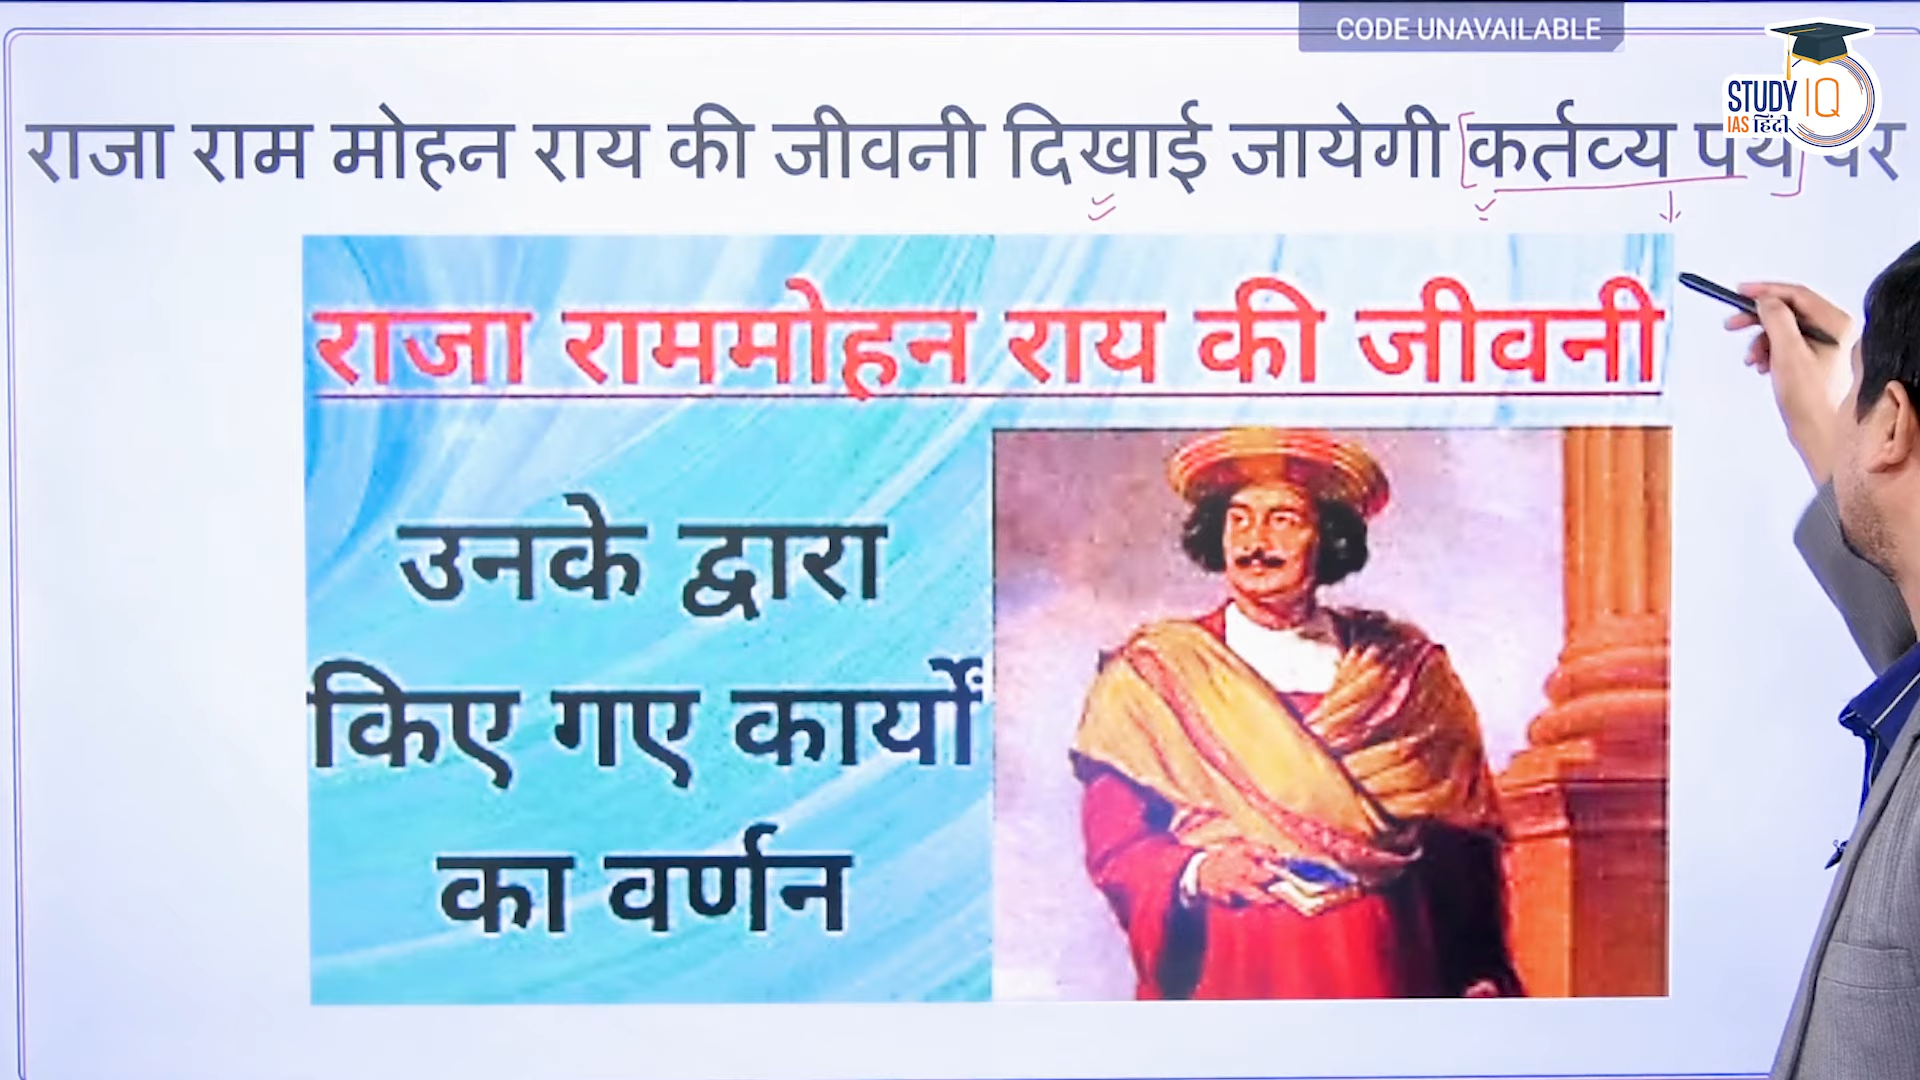 CODE UNAVAILABLE
STUDY IQ
IAS हिंदी
राजा राम मोहन राय की जीवनी दिखाई जायेगी [कर्तव्य पथ] पर
राजा राममोहन राय की जीवनी
उनके द्वारा
किए गए कार्यों
का वर्णन